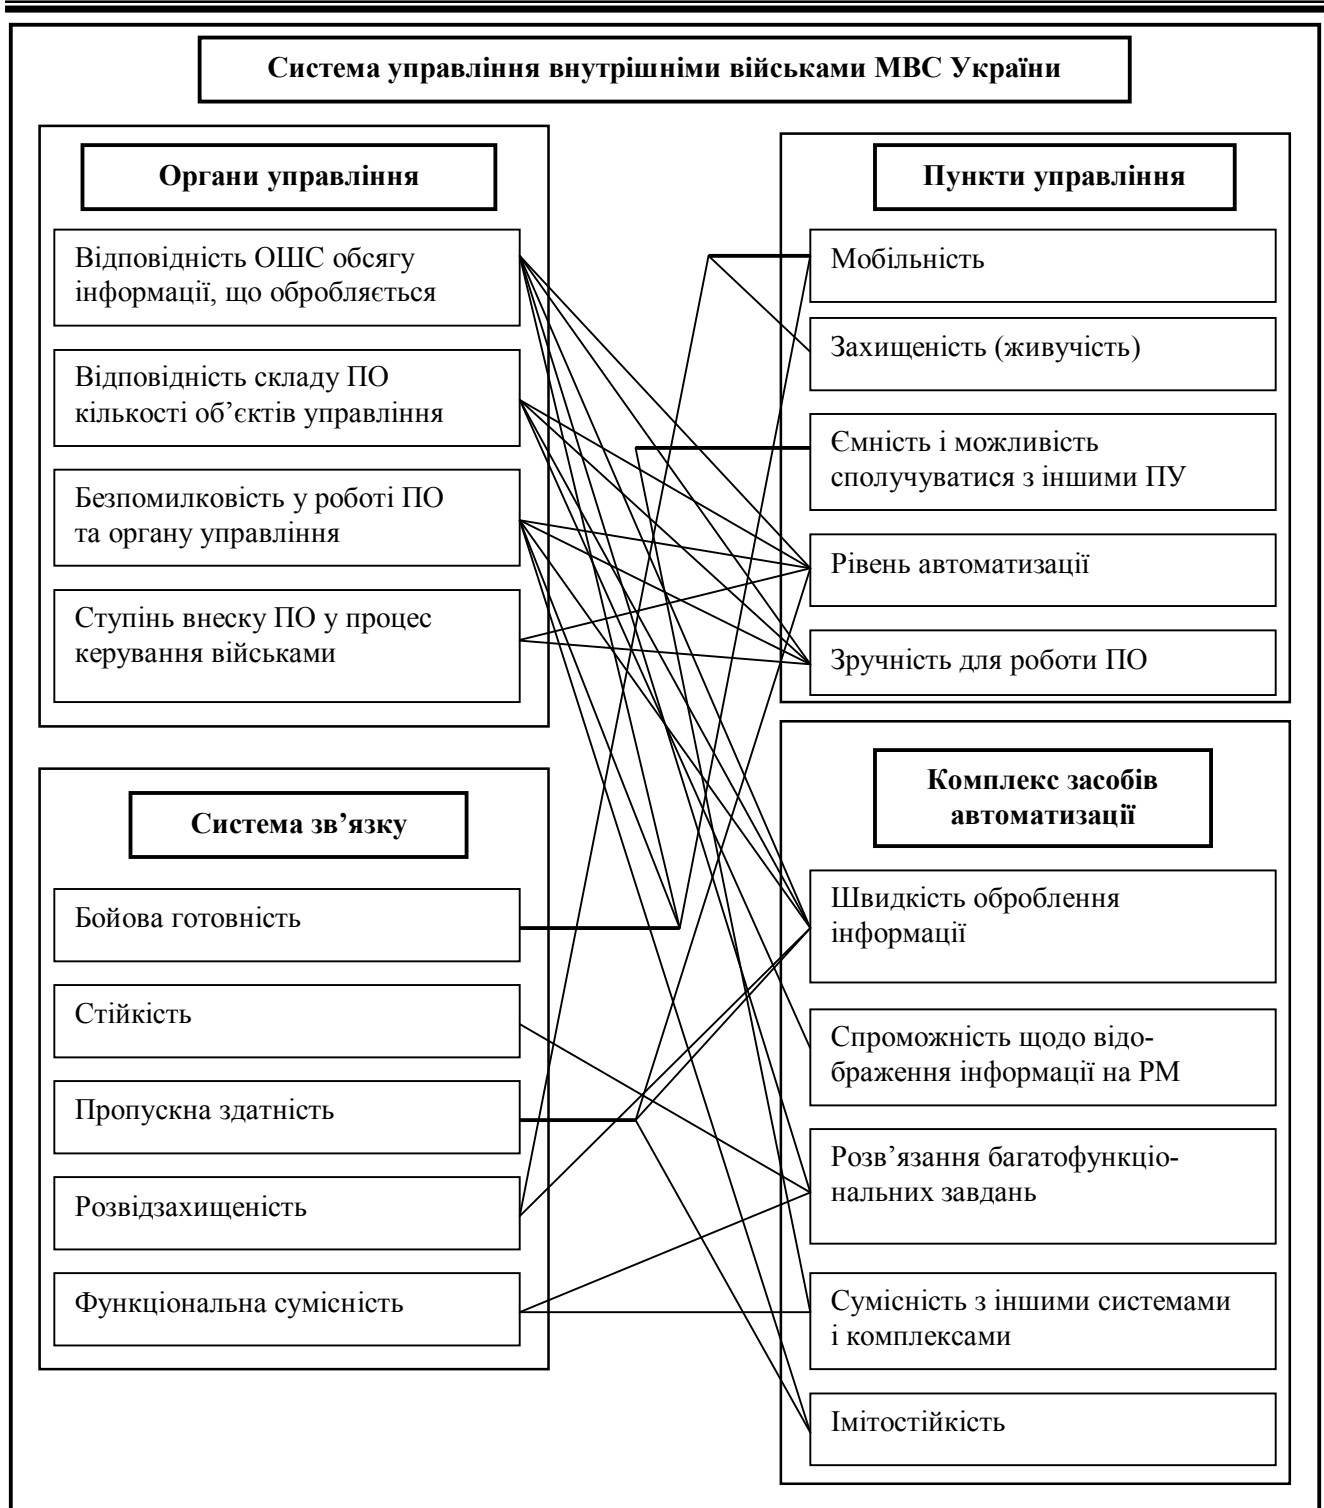 Система управління внутрішніми військами МВС України
Органи управління
Відповідність ОШС обсягу
інформації, що обробляється
Відповідність складу ПО
кількості об’єктів управління
Безпомилковість у роботі ПО
та органу управління
Ступінь внеску ПО у процес
керування військами
Пункти управління
Мобільність
Захищеність (живучість)
Ємність і можливість
сполучуватися з іншими ПУ
Рівень автоматизації
Зручність для роботи ПО
Система зв’язку
Бойова готовність
Стійкість
Пропускна здатність
Розвідзахищеність
Функціональна сумісність
Комплекс засобів
автоматизації
Швидкість оброблення
інформації
Спроможність щодо відо-
браження інформації на РМ
Розв’язання багатофункціо-
нальних завдань
Сумісність з іншими системами
і комплексами
Імітостійкість